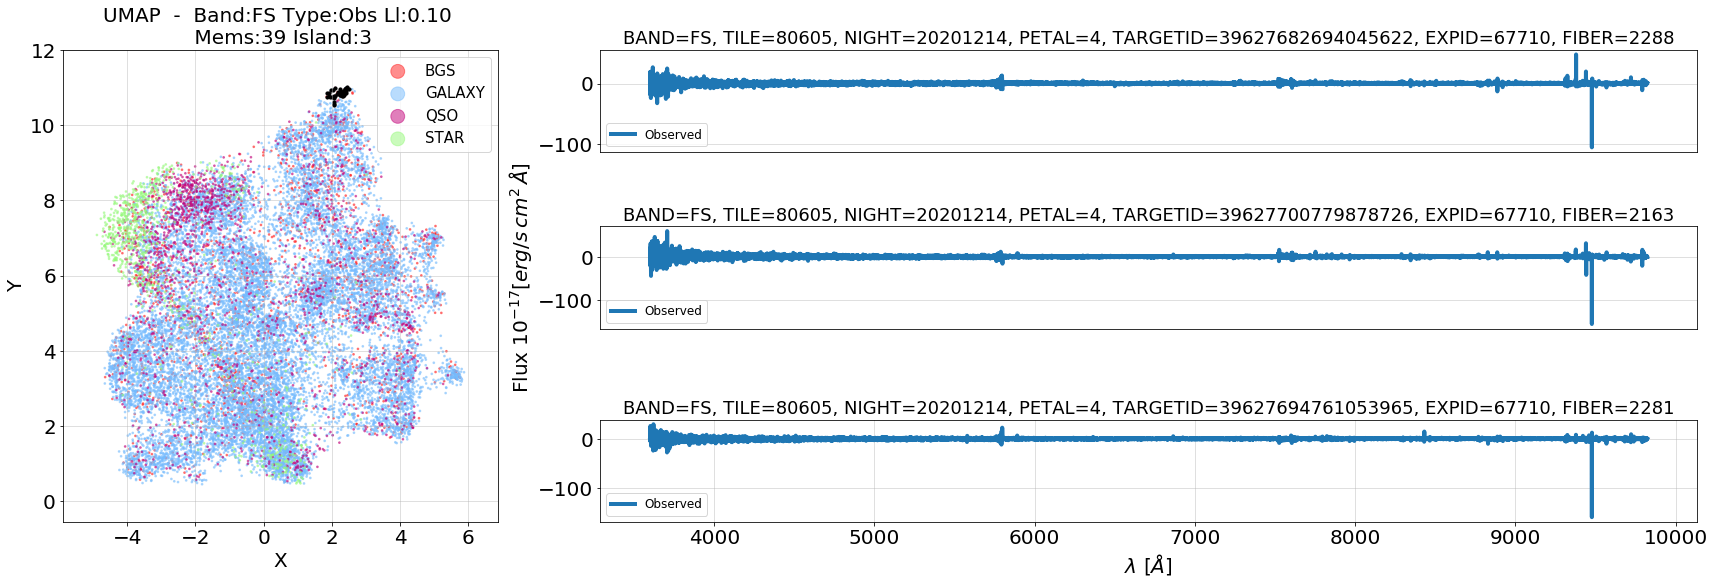 UMAP - Band:FS Type:Obs Ll:0.10
Mems:39 Island:3
12
10
8
6
4
2
0
Y
−4
−2
0
2
4
6
X
BGS
GALAXY
QSO
STAR
Flux 10−17[erg/s cm2 Å]
BAND=FS, TILE=80605, NIGHT=20201214, PETAL=4, TARGETID=39627682694045622, EXPID=67710, FIBER=2288
0
−100
Observed
BAND=FS, TILE=80605, NIGHT=20201214, PETAL=4, TARGETID=39627700779878726, EXPID=67710, FIBER=2163
0
−100
Observed
BAND=FS, TILE=80605, NIGHT=20201214, PETAL=4, TARGETID=39627694761053965, EXPID=67710, FIBER=2281
0
−100
Observed
4000
5000
6000
7000
8000
9000
10000
λ [Å]